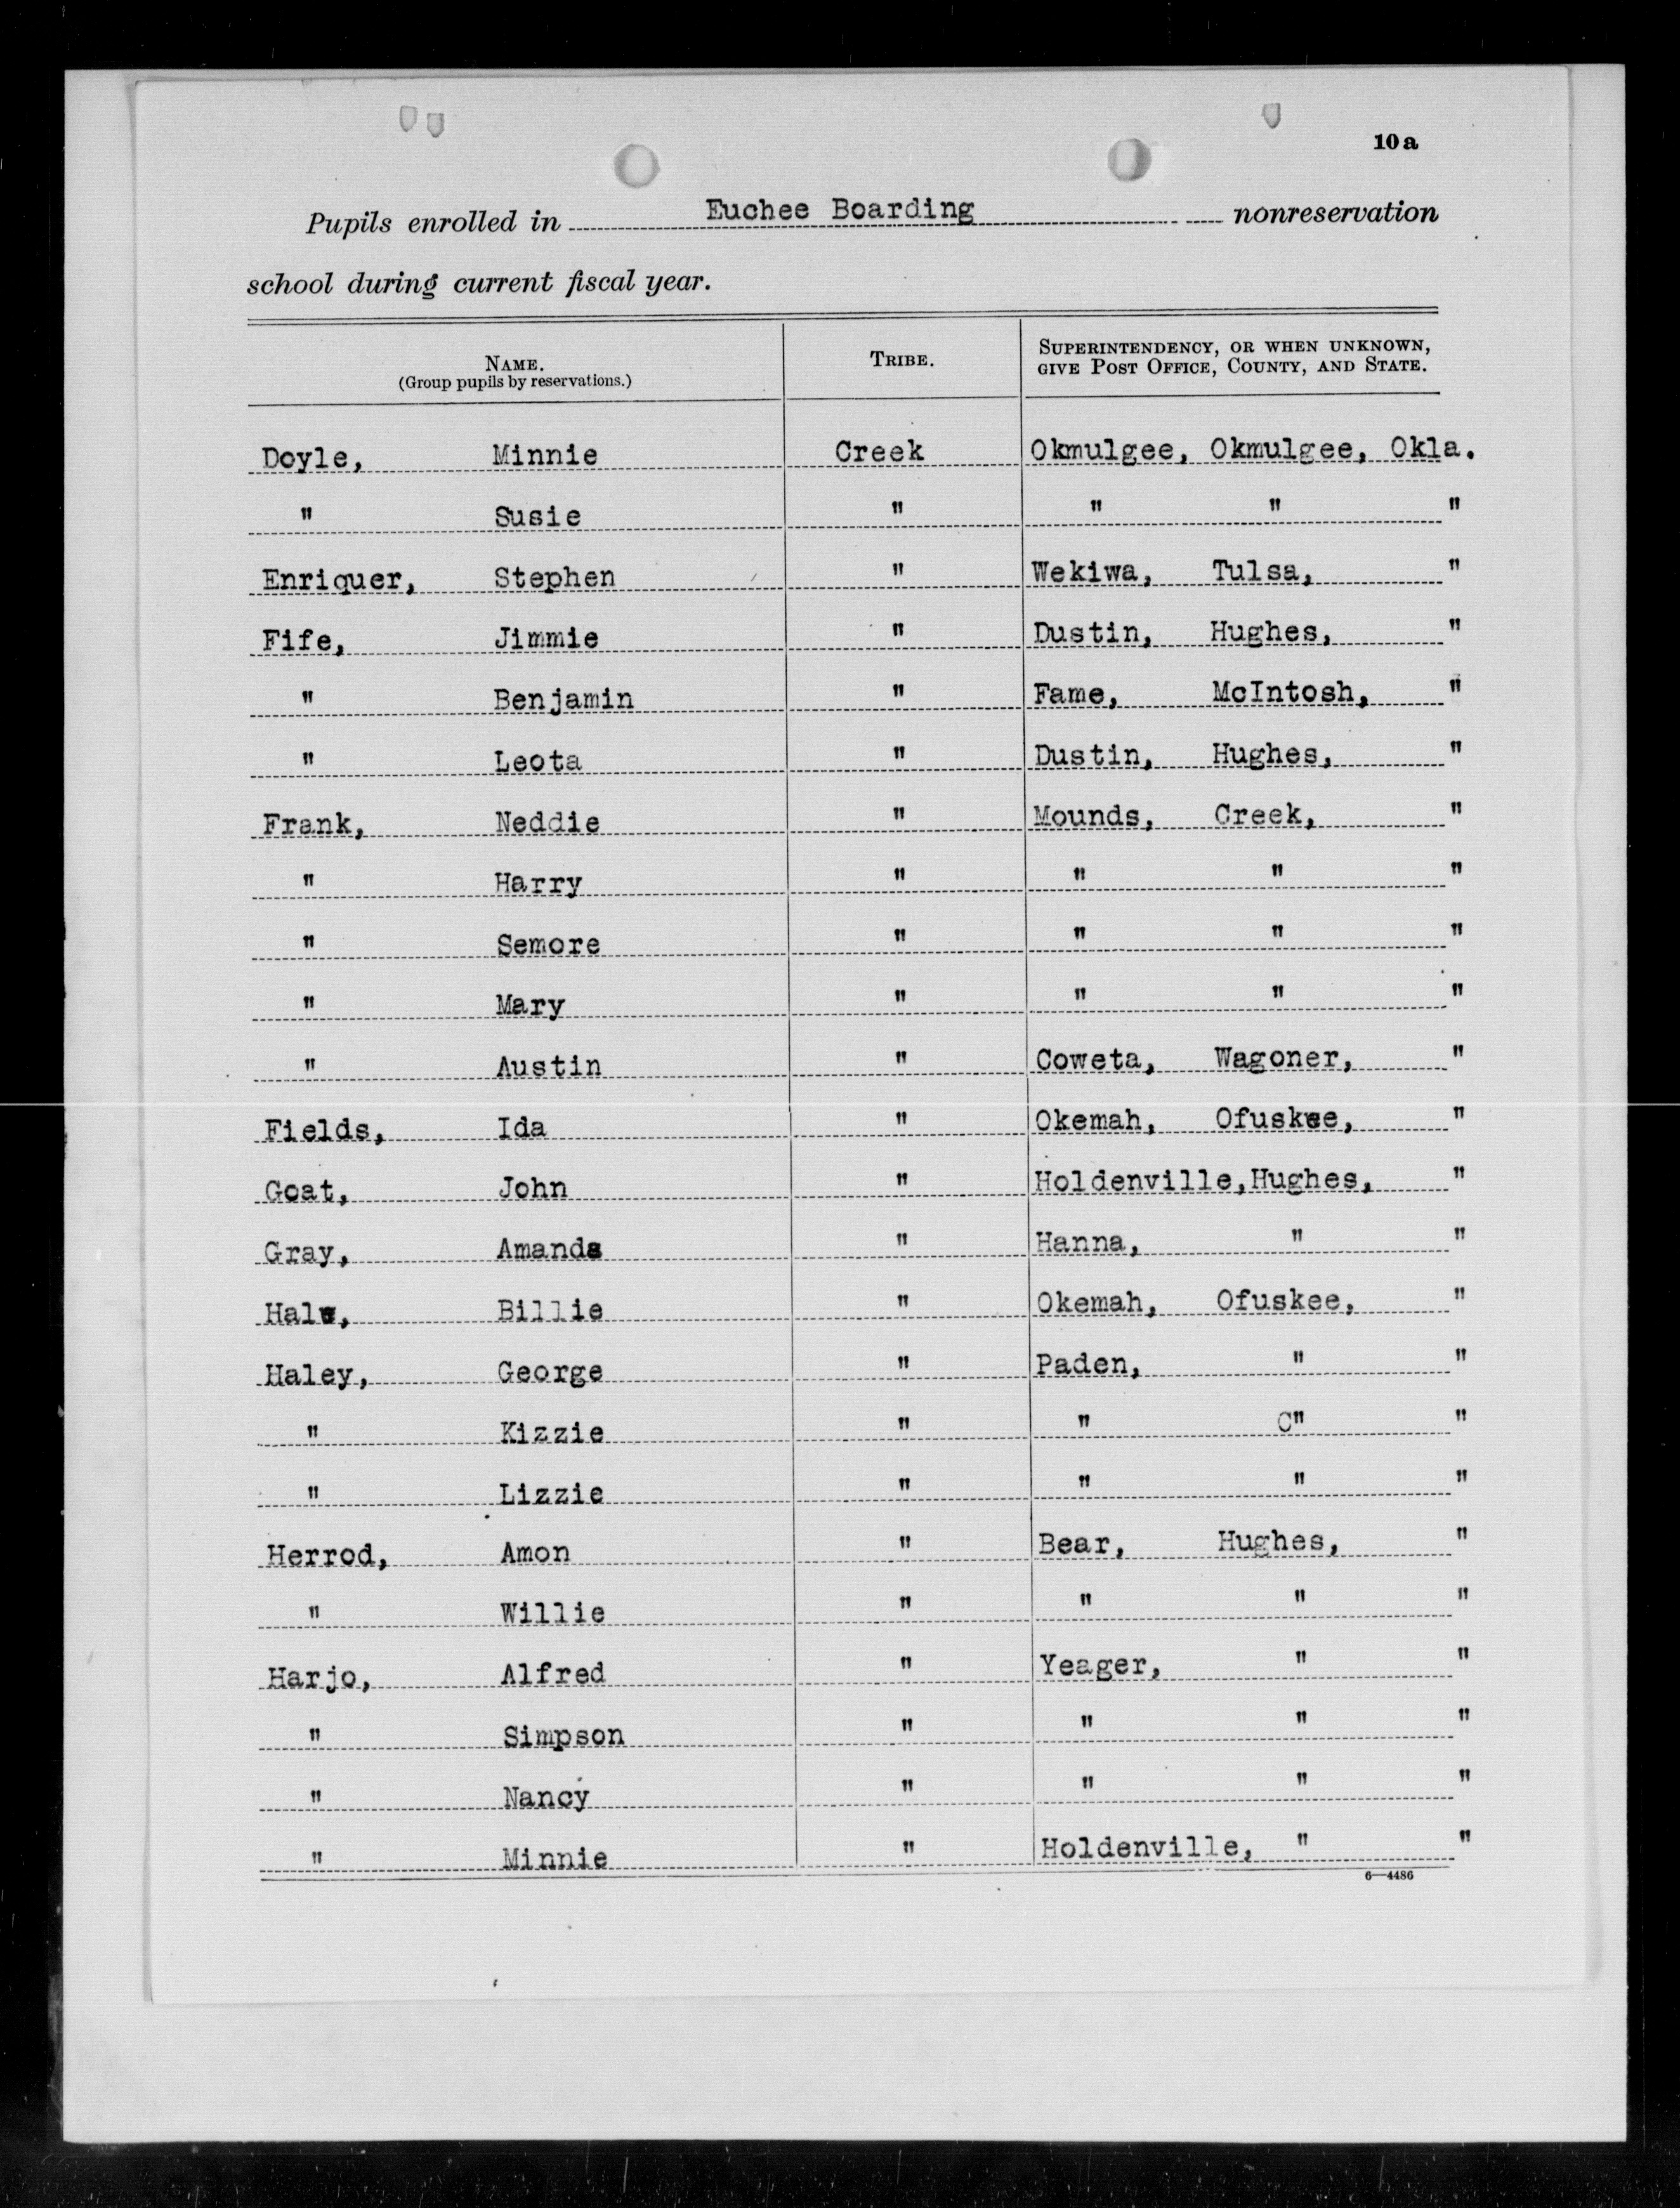 10a
Pupils enrolled in Euchee Boarding nonreservation
school during current fiscal year.
NAME. TRIBE. SUPERINTENDENCY, OR WHEN UNKNOWN,
(Group pupils by reservations.) GIVE POST OFFICE, COUNTY, AND STATE.
Doyle, Minnie Creek Okmulgee, Okmulgee, Okla.
" Susie " " " "
Enriquer, Stephen " Wekiwa, Tulsa, "
Fife, Jimmie " Dustin, Hughes, "
" Benjamin " Fame, McIntosh, "
" Leota " Dustin, Hughes, "
Frank, Neddie " Mounds, Creek, "
" Harry " " " "
" Semore " " " "
" Mary " " " "
" Austin " Coweta, Wagoner, "
Fields, Ida " Okemah, Ofuskee, "
Goat, John " Holdenville, Hughes, "
Gray, Amanda " Hanna, " "
Hale, Billie " Okemah, Ofuskee, "
Haley, George " Paden, " "
" Kizzie " " C" "
" Lizzie " " " "
Herrod, Amon " Bear, Hughes, "
" Willie " " " "
Harjo, Alfred " Yeager, " "
" Simpson " " " "
" Nancy " " " "
" Minnie " Holdenville, " "
6—4486